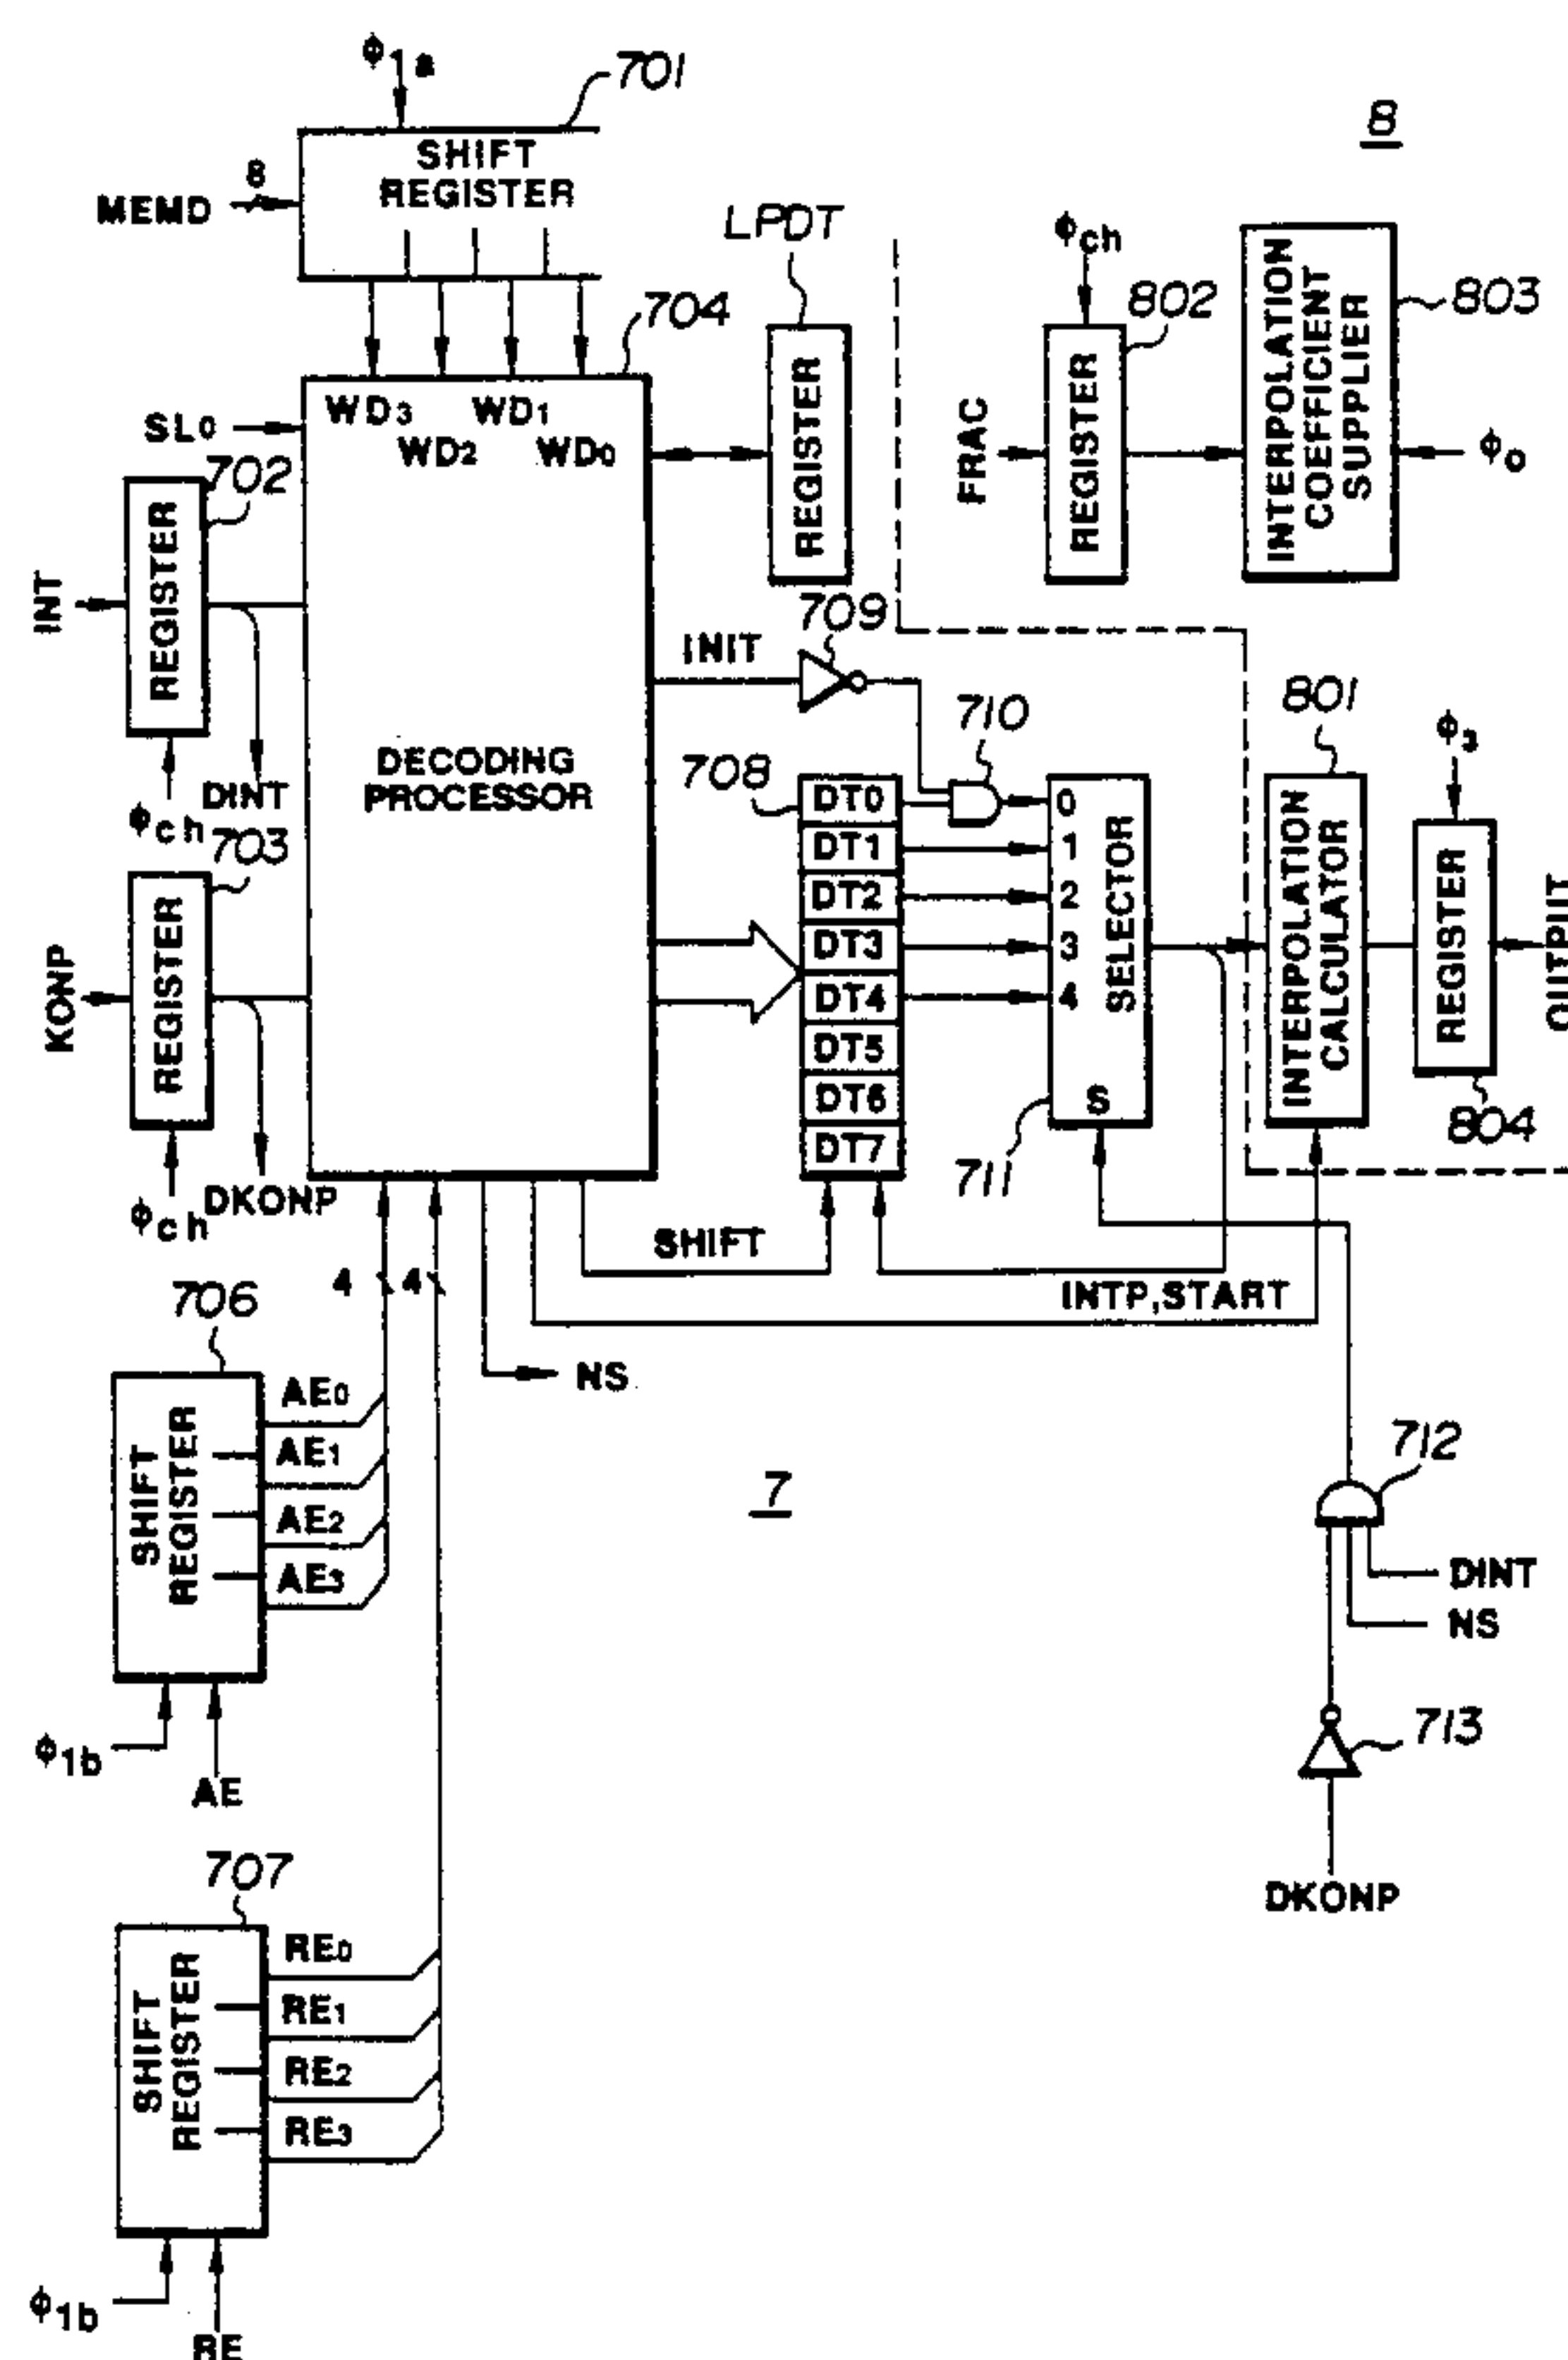 Φ1a
701
8
SHIFT
REGISTER
8
MEMD
LPDT
Φch
802
803
INTERPOLATION
COEFFICIENT
SUPPLIER
704
SL0
WD3
WD2
WD1
WD0
REGISTER
FRAC
REGISTER
Φ0
702
INT
REGISTER
709
INIT
710
801
Φs
DECODING
PROCESSOR
DINT
Φch
703
708
DT0
DT1
DT2
DT3
DT4
DT5
DT6
DT7
0
1
2
3
4
SELECTOR
S
INTERPOLATION
CALCULATOR
REGISTER
OUTPUT
KONP
REGISTER
804
711
DKONP
Φch
SHIFT
4
4
INTP,START
706
NS
SHIFT
REGISTER
AE0
AE1
AE2
AE3
712
7
DINT
NS
Φ1b
AE
713
DKONP
707
SHIFT
REGISTER
RE0
RE1
RE2
RE3
Φ1b